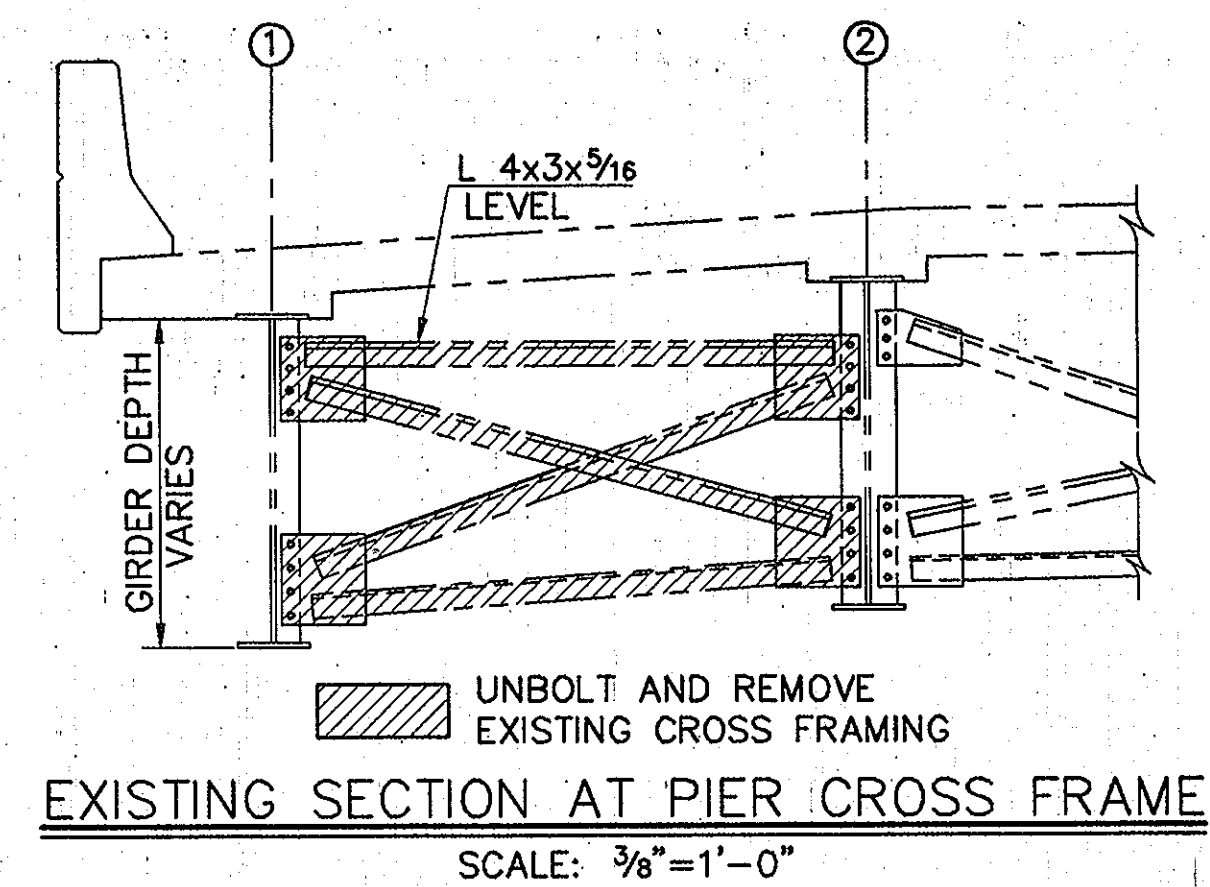 1
2
L 4x3x5/16
LEVEL
GIRDER DEPTH
VARIES
UNBOLT AND REMOVE
EXISTING CROSS FRAMING
EXISTING SECTION AT PIER CROSS FRAME
SCALE: 3/8"=1'-0"